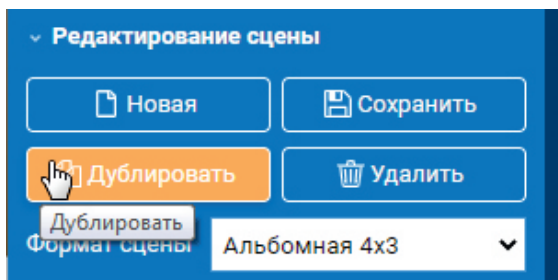 Редактирование сцены
Новая
Сохранить
Дублировать
Удалить
Дублировать
Формат сцены
Альбомная 4x3